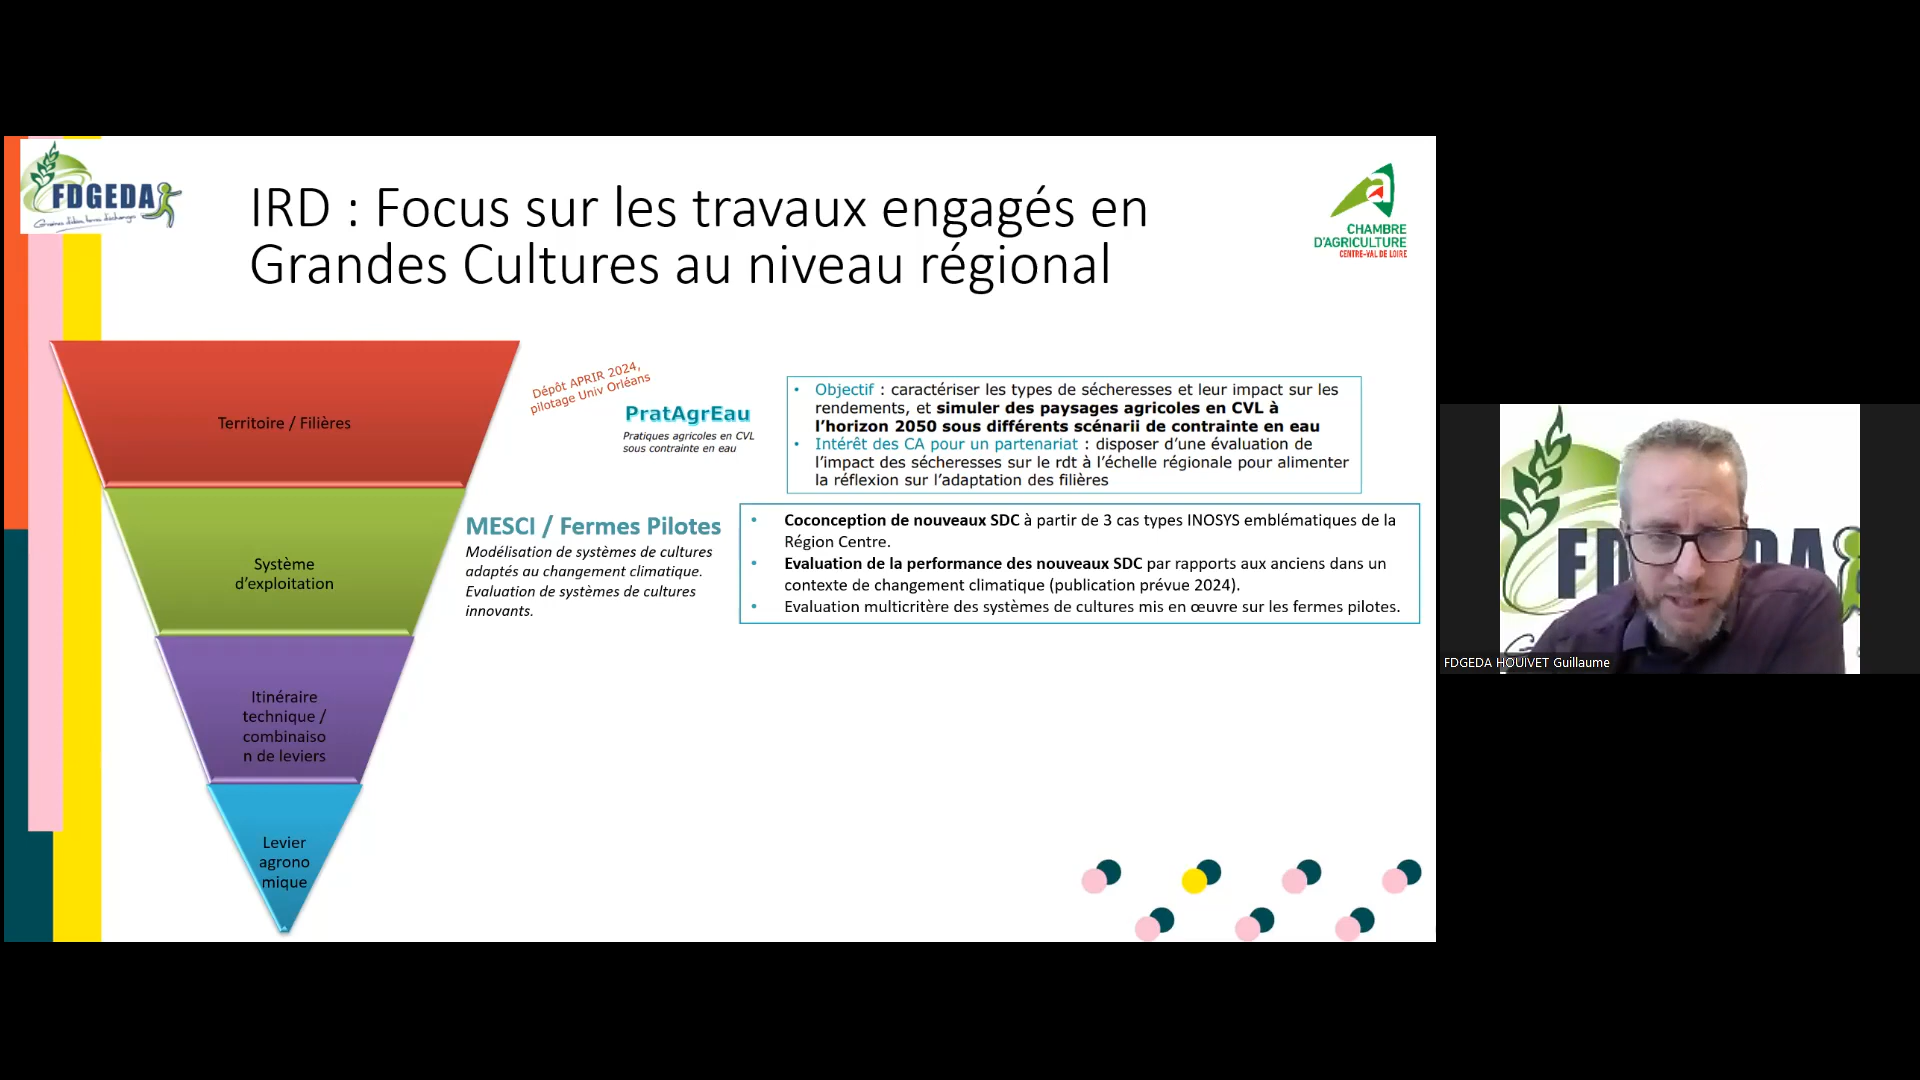 FDGEDA
IRD : Focus sur les travaux engagés en
Grandes Cultures au niveau régional
CHAMBRE
D'AGRICULTURE
CENTRE-VAL DE LOIRE
Territoire / Filières
Dépôt APRIR 2024,
pilotage Univ Orléans
PratAgrEau
Pratiques agricoles en CVL
sous contrainte en eau
• Objectif : caractériser les types de sécheresses et leur impact sur les
rendements, et simuler des paysages agricoles en CVL à
l’horizon 2050 sous différents scénarii de contrainte en eau
• Intérêt des CA pour un partenariat : disposer d’une évaluation de
l’impact des sécheresses sur le rdt à l’échelle régionale pour alimenter
la réflexion sur l’adaptation des filières
Système
d’exploitation
MESCI / Fermes Pilotes
Modélisation de systèmes de cultures
adaptés au changement climatique.
Evaluation de systèmes de cultures
innovants.
• Coconception de nouveaux SDC à partir de 3 cas types INOSYS emblématiques de la
Région Centre.
• Evaluation de la performance des nouveaux SDC par rapports aux anciens dans un
contexte de changement climatique (publication prévue 2024).
• Evaluation multicritère des systèmes de cultures mis en œuvre sur les fermes pilotes.
Itinéraire
technique /
combinaiso
n de leviers
Levier
agrono
mique
FDGEDA HOUIVET Guillaume